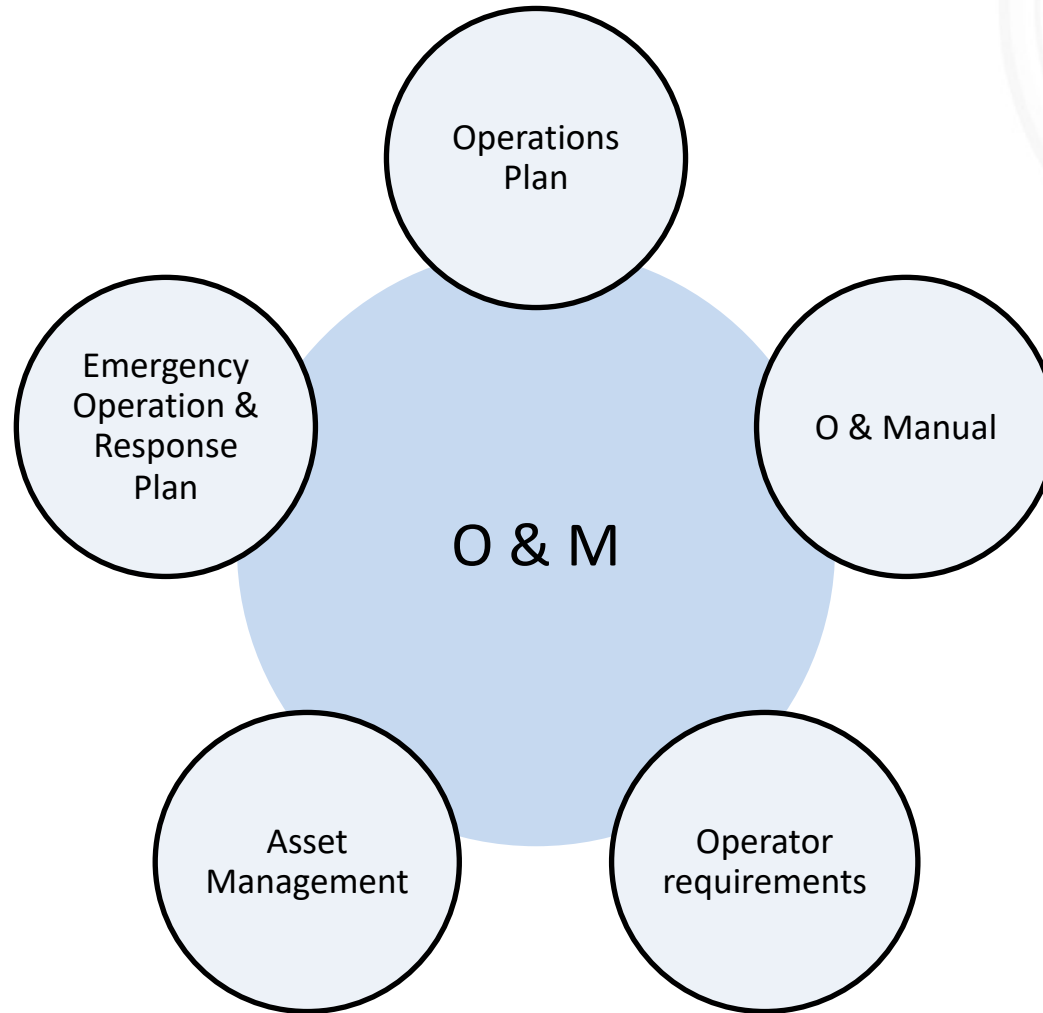 Operations
Plan
Emergency
Operation &
Response
Plan
O & Manual
O & M
Asset
Management
Operator
requirements